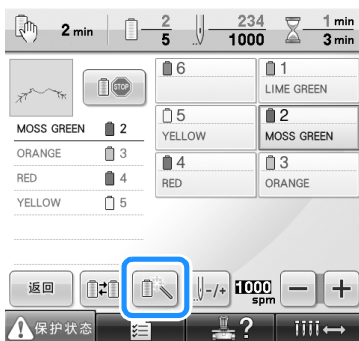 2 min
2
5
234
1000
1 min
3 min
STOP
6
1
LIME GREEN
5
YELLOW
2
MOSS GREEN
4
RED
3
ORANGE
MOSS GREEN 2
ORANGE 3
RED 4
YELLOW 5
返回
-/+
1000
spm
保护状态
?